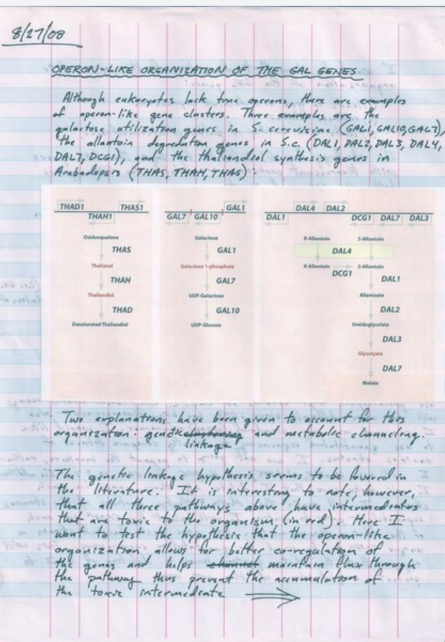 8/27/08
OPERON-LIKE ORGANIZATION OF THE GAL GENES
Although eukaryotes lack true operons, there are examples
of operon-like gene clusters. Three examples are the
galactose utilization genes in S. cerevisiae (GAL1, GAL10, GAL7),
the allantoin degradation genes in S.c. (DAL1, DAL2, DAL3, DAL4,
DAL7, DCG1), and the thaliandiol synthesis genes in
Arabadopsis (THAS, THAH, THAS).
THAD1 THAS1
THAH1
Oxidosqualene
THAS
Thalianol
THAH
Thaliandiol
THAD
Desaturated Thaliandiol
GAL1
GAL7 GAL10
Galactose
GAL1
Galactose 1-phosphate
GAL7
UDP-Galactose
GAL10
UDP-Glucose
DAL4 DAL2
DAL1 DCG1 DAL7 DAL3
R-Allantoin S-Allantoin
DAL4
R-Allantoin S-Allantoin
DCG1
DAL1
Allantoate
DAL2
Ureidoglycolate
DAL3
Glyoxylate
DAL7
Malate
Two explanations have been given to account for this
organization: genetic and metabolic channeling.
linkage
The genetic linkage hypothesis seems to be favored in
the literature. It is interesting to note, however,
that all three pathways above have intermediates
that are toxic to the organism, (in red). Here I
want to test the hypothesis that the operon-like
organization allows for better co-regulation of
the genes and helps maintain flux through
the pathway thus prevent the accumulation of
the toxic intermediate